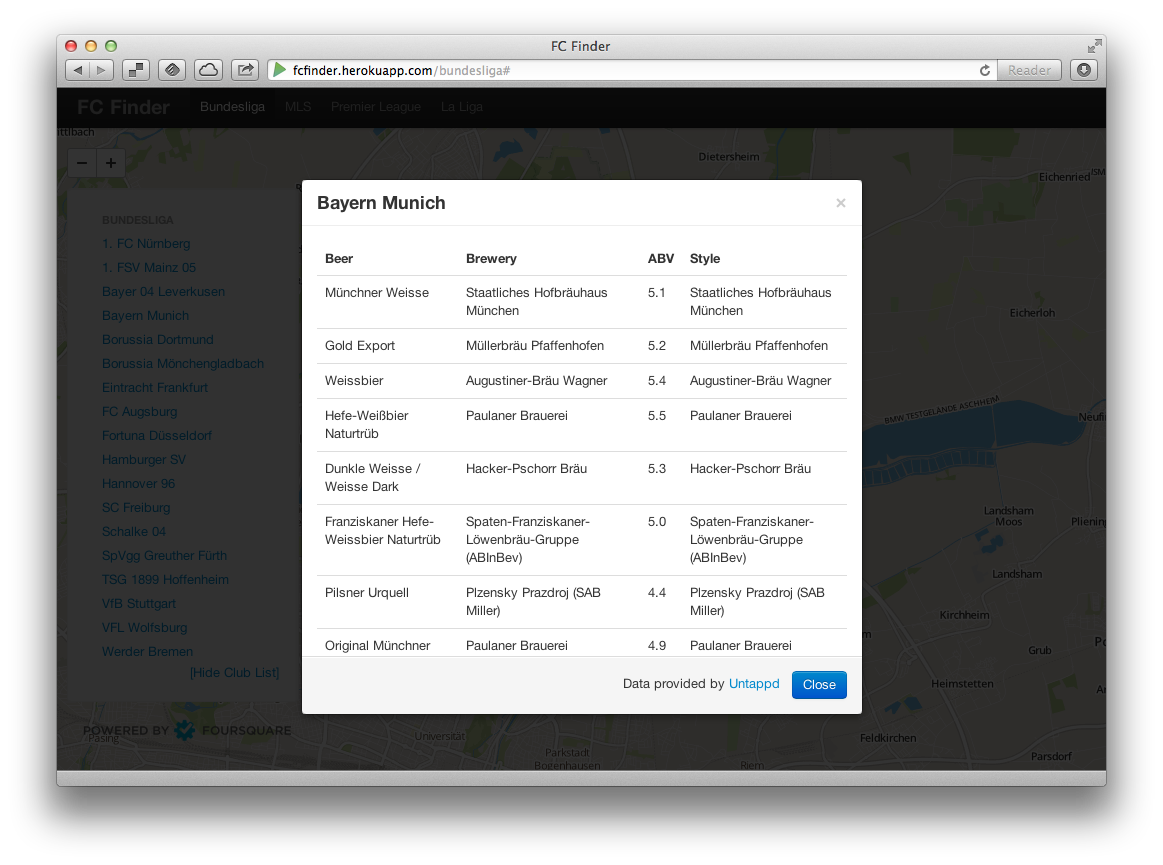 FC Finder
fcfinder.herokuapp.com/bundesliga#
Reader
FC Finder Bundesliga MLS Premier League La Liga
ittlbach
Dietersheim
Eichenried
ISM
− +
BUNDESLIGA
1. FC Nürnberg
1. FSV Mainz 05
Bayer 04 Leverkusen
Bayern Munich
Borussia Dortmund
Borussia Mönchengladbach
Eintracht Frankfurt
FC Augsburg
Fortuna Düsseldorf
Hamburger SV
Hannover 96
SC Freiburg
Schalke 04
SpVgg Greuther Fürth
TSG 1899 Hoffenheim
VfB Stuttgart
VFL Wolfsburg
Werder Bremen
[Hide Club List]
POWERED BY FOURSQUARE
Pasing
Bayern Munich ×
Beer Brewery ABV Style
Münchner Weisse Staatliches Hofbräuhaus 5.1 Staatliches Hofbräuhaus
München München
Gold Export Müllerbräu Pfaffenhofen 5.2 Müllerbräu Pfaffenhofen
Weissbier Augustiner-Bräu Wagner 5.4 Augustiner-Bräu Wagner
Hefe-Weißbier Paulaner Brauerei 5.5 Paulaner Brauerei
Naturtrüb
Dunkle Weisse / Hacker-Pschorr Bräu 5.3 Hacker-Pschorr Bräu
Weisse Dark
Franziskaner Hefe- Spaten-Franziskaner- 5.0 Spaten-Franziskaner-
Weissbier Naturtrüb Löwenbräu-Gruppe Löwenbräu-Gruppe
(ABInBev) (ABInBev)
Pilsner Urquell Plzensky Prazdroj (SAB 4.4 Plzensky Prazdroj (SAB
Miller) Miller)
Original Münchner Paulaner Brauerei 4.9 Paulaner Brauerei
Data provided by Untappd Close
Eicherloh
BMW TESTGELÄNDE ASCHHEIM
Neufin
Landsham
Moos
Pliening
Landsham
Kirchheim
Grub
Po
Heimstetten
Feldkirchen
Parsdorf
Universität
Parkstadt
Bogenhausen
Riem